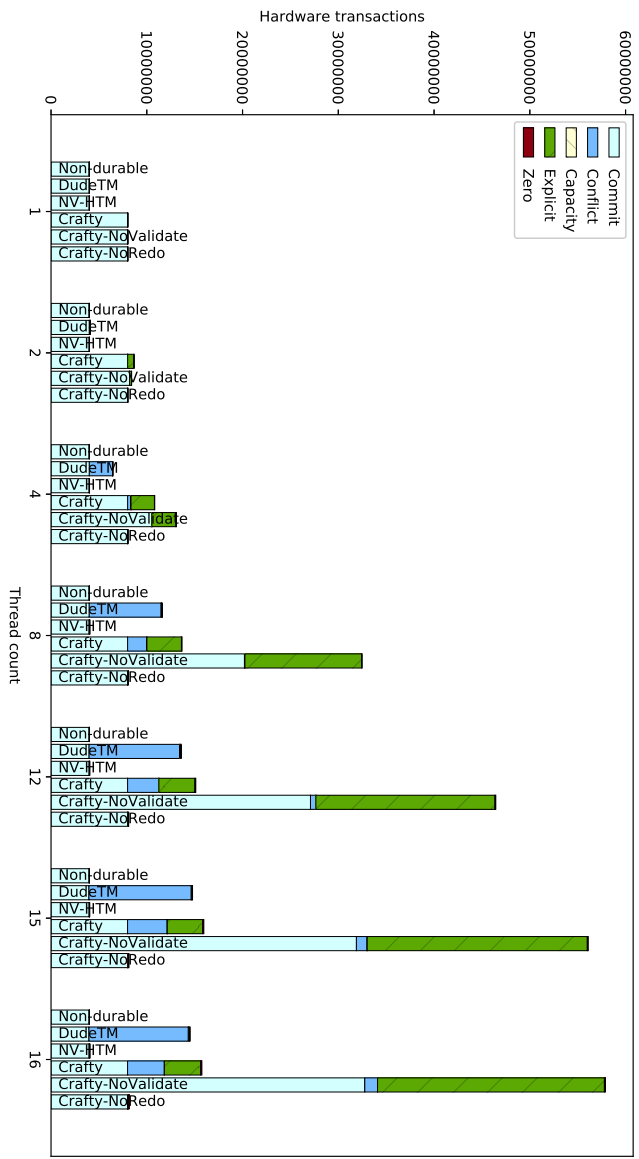 Hardware transactions
0
10000000
20000000
30000000
40000000
50000000
60000000
Commit
Conflict
Capacity
Explicit
Zero
Non-durable
DudeTM
NV-HTM
Crafty
Crafty-NoValidate
Crafty-NoRedo
1
Non-durable
DudeTM
NV-HTM
Crafty
Crafty-NoValidate
Crafty-NoRedo
2
Non-durable
DudeTM
NV-HTM
Crafty
Crafty-NoValidate
Crafty-NoRedo
4
Non-durable
DudeTM
NV-HTM
Crafty
Crafty-NoValidate
Crafty-NoRedo
8
Non-durable
DudeTM
NV-HTM
Crafty
Crafty-NoValidate
Crafty-NoRedo
12
Non-durable
DudeTM
NV-HTM
Crafty
Crafty-NoValidate
Crafty-NoRedo
15
Non-durable
DudeTM
NV-HTM
Crafty
Crafty-NoValidate
Crafty-NoRedo
16
Thread count